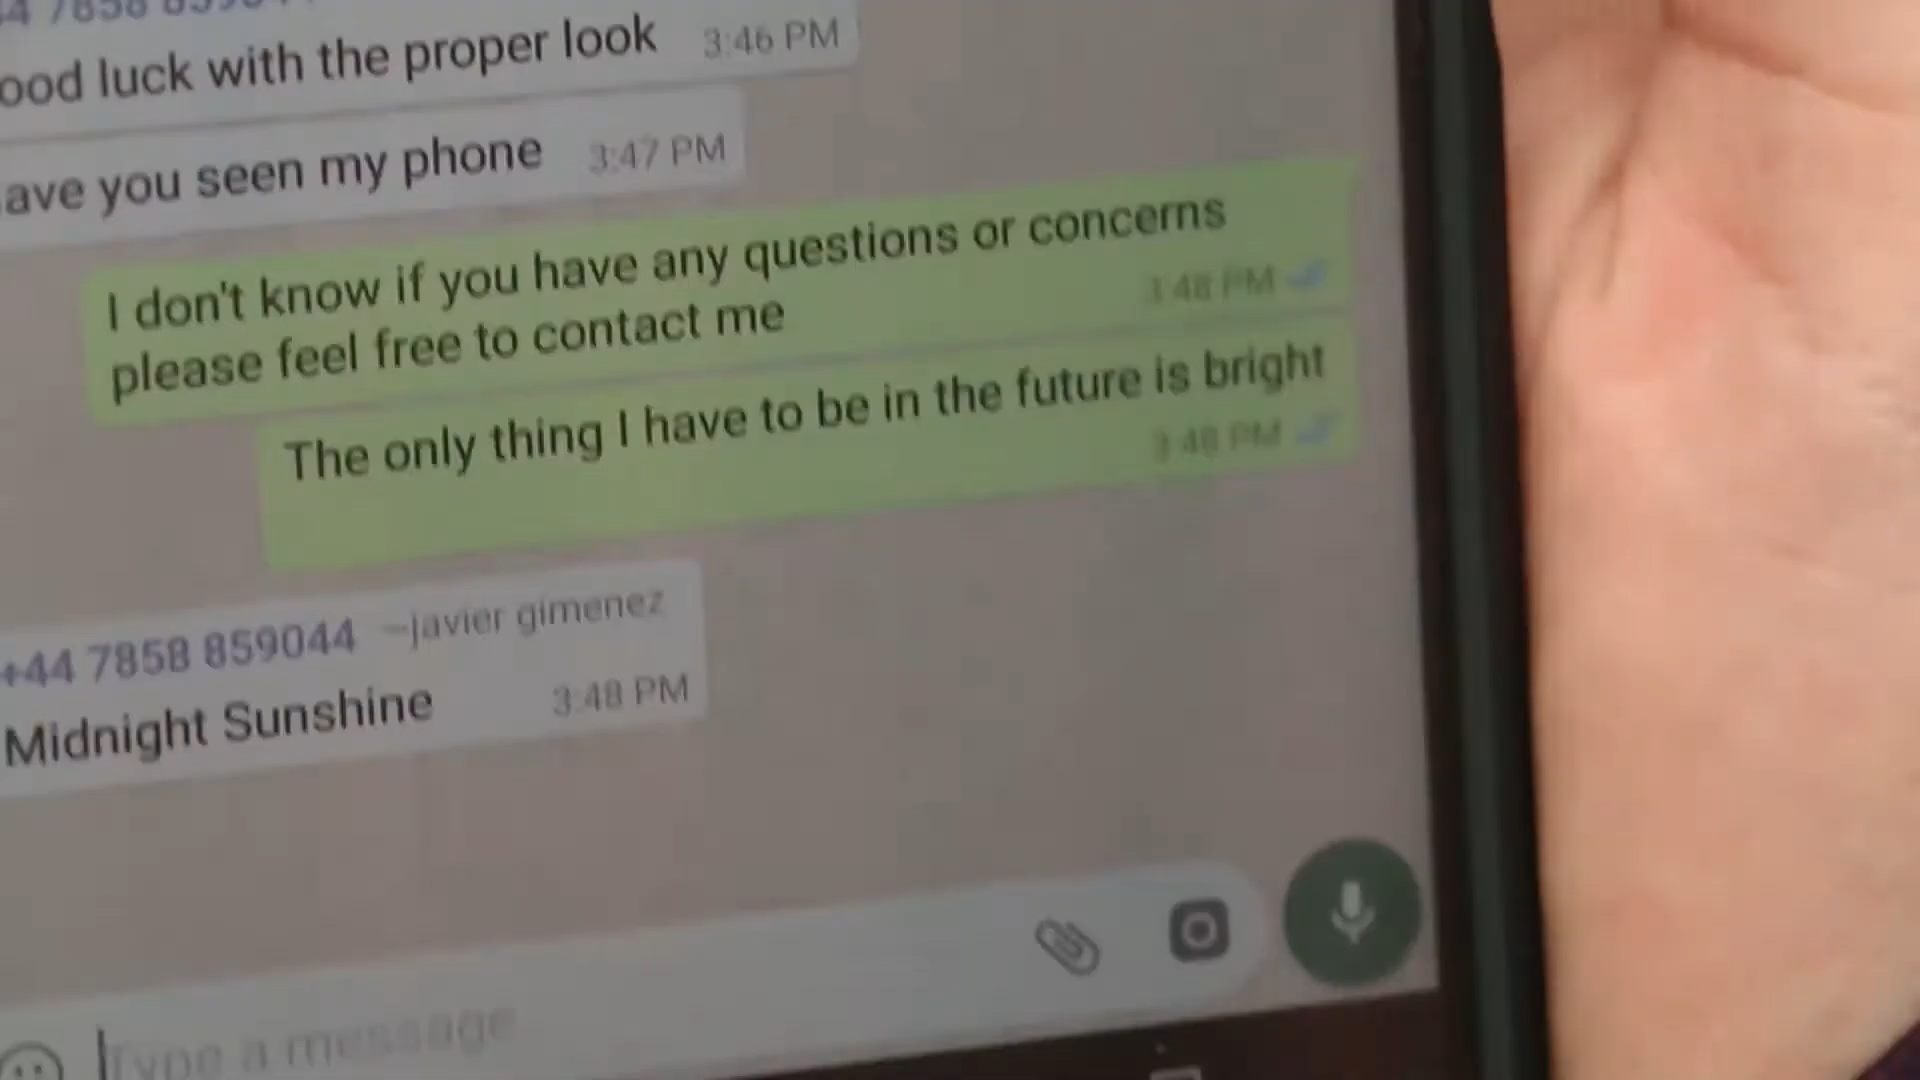 good luck with the proper look 3:46 PM
ave you seen my phone 3:47 PM
I don't know if you have any questions or concerns
please feel free to contact me 3:48 PM
The only thing I have to be in the future is bright
3:48 PM
+44 7858 859044 ~javier gimenez
Midnight Sunshine 3:48 PM
Type a message